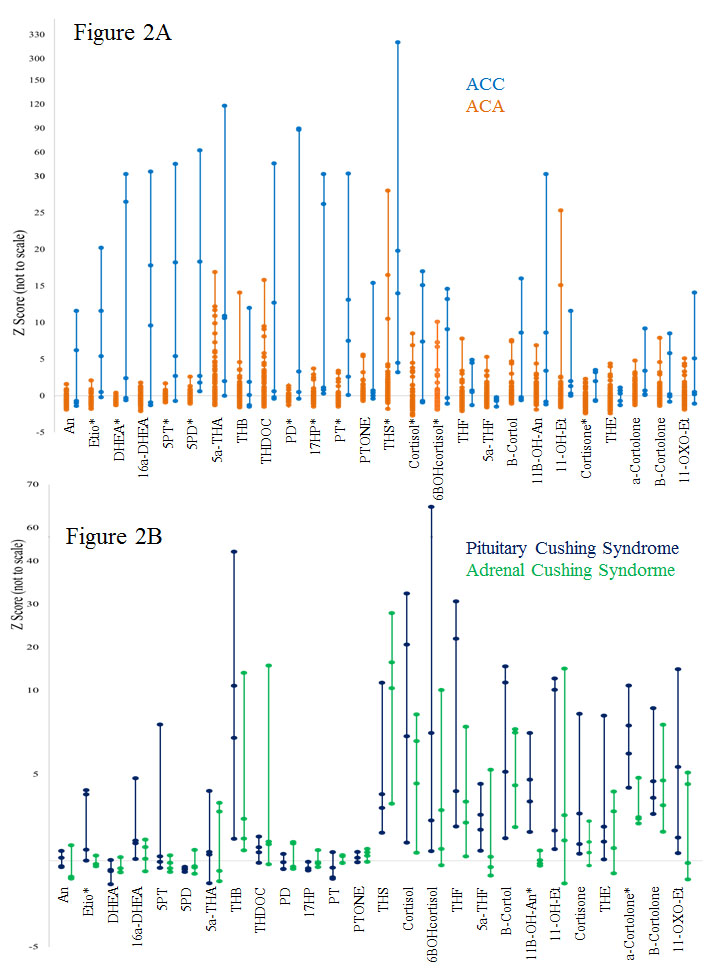 Figure 2A
ACC
ACA
Z Score (not to scale)
330
300
150
120
90
60
30
25
20
15
10
5
0
-5
An
Etio*
DHEA*
16a-DHEA
5PT*
5PD*
5a-THA
THB
THDOC
PD*
17HP*
PT*
PTONE
THS*
Cortisol*
6BOHcortisol*
THF
5a-THF
B-Cortol
11B-OH-An
11-OH-Et
Cortisone*
THE
a-Cortolone
B-Cortolone
11-OXO-Et
Figure 2B
Pituitary Cushing Syndrome
Adrenal Cushing Syndorme
Z Score (not to scale)
70
60
40
30
20
10
5
-5
An
Etio*
DHEA*
16a-DHEA
5PT
5PD
5a-THA
THB
THDOC
PD
17HP
PT
PTONE
THS
Cortisol
6BOHcortisol
THF
5a-THF
B-Cortol
11B-OH-An*
11-OH-Et
Cortisone
THE
a-Cortolone*
B-Cortolone
11-OXO-Et